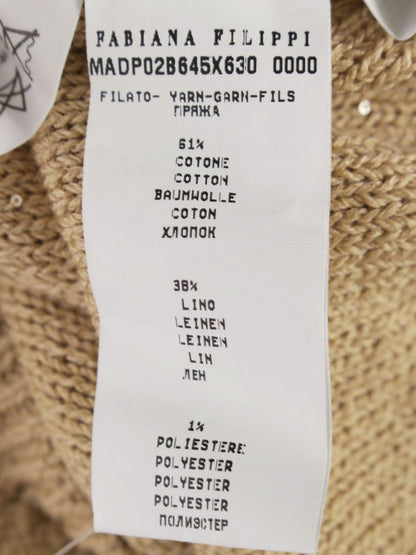 FABIANA FILIPPI
MADP02B645X630 0000
FILATO- YARN-GARN-FILS
ПРЯЖА
61%
COTONE
COTTON
BAUMWOLLE
COTON
ХЛОПОК
38%
LINO
LEINEN
LEINEN
LIN
ЛЕН
1%
POLIESTERE
POLYESTER
POLYESTER
POLYESTER
ПОЛИЭСТЕР